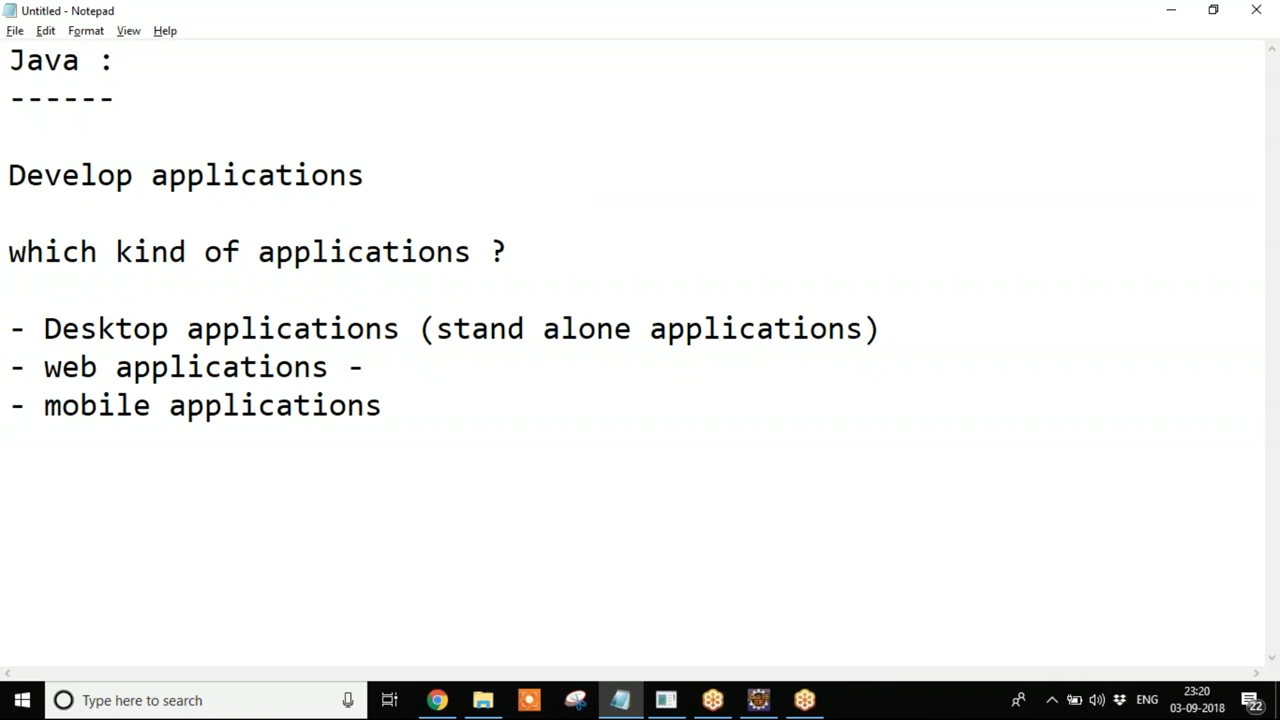 Untitled - Notepad
File Edit Format View Help
Java :
------
Develop applications
which kind of applications ?
- Desktop applications (stand alone applications)
- web applications -
- mobile applications
Type here to search
ENG
23:20
03-09-2018
22